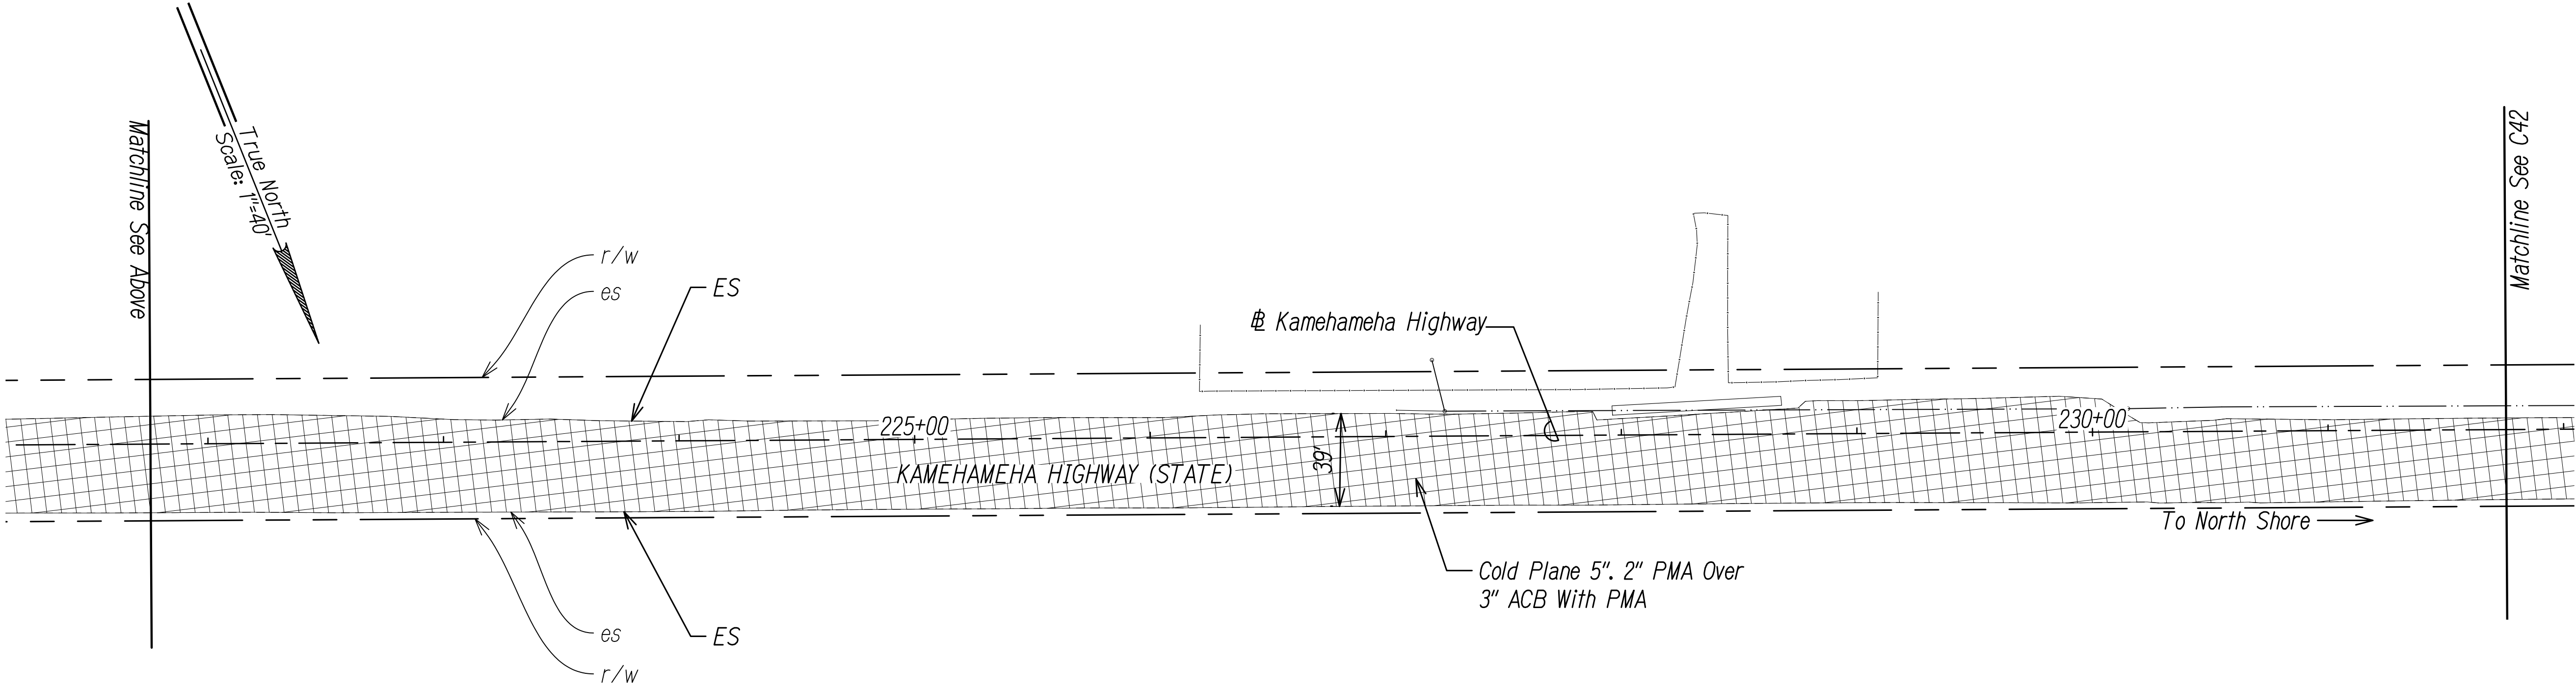 Matchline See Above
True North
Scale: 1"=40'
r/w
es
ES
Kamehameha Highway
Matchline See C42
225+00
230+00
KAMEHAMEHA HIGHWAY (STATE)
39'
To North Shore
Cold Plane 5". 2" PMA Over
3" ACB With PMA
es
ES
r/w